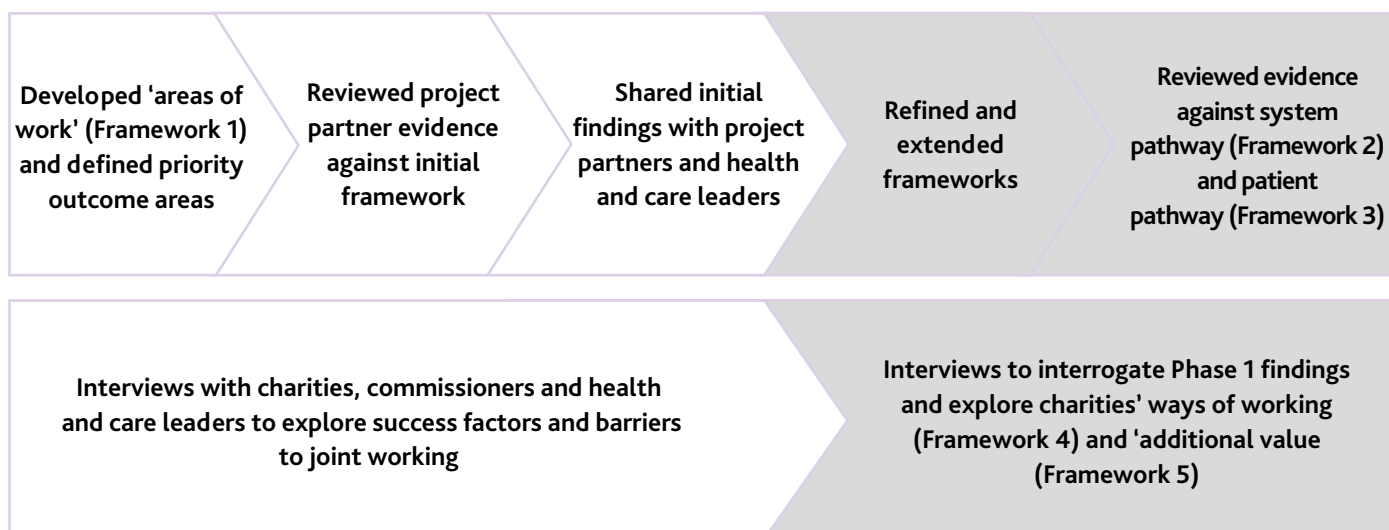 Developed ‘areas of
work’ (Framework 1)
and defined priority
outcome areas
Reviewed project
partner evidence
against initial
framework
Shared initial
findings with project
partners and health
and care leaders
Refined and
extended
frameworks
Reviewed evidence
against system
pathway (Framework 2)
and patient
pathway (Framework 3)
Interviews with charities, commissioners and health
and care leaders to explore success factors and barriers
to joint working
Interviews to interrogate Phase 1 findings
and explore charities’ ways of working
(Framework 4) and ‘additional value
(Framework 5)